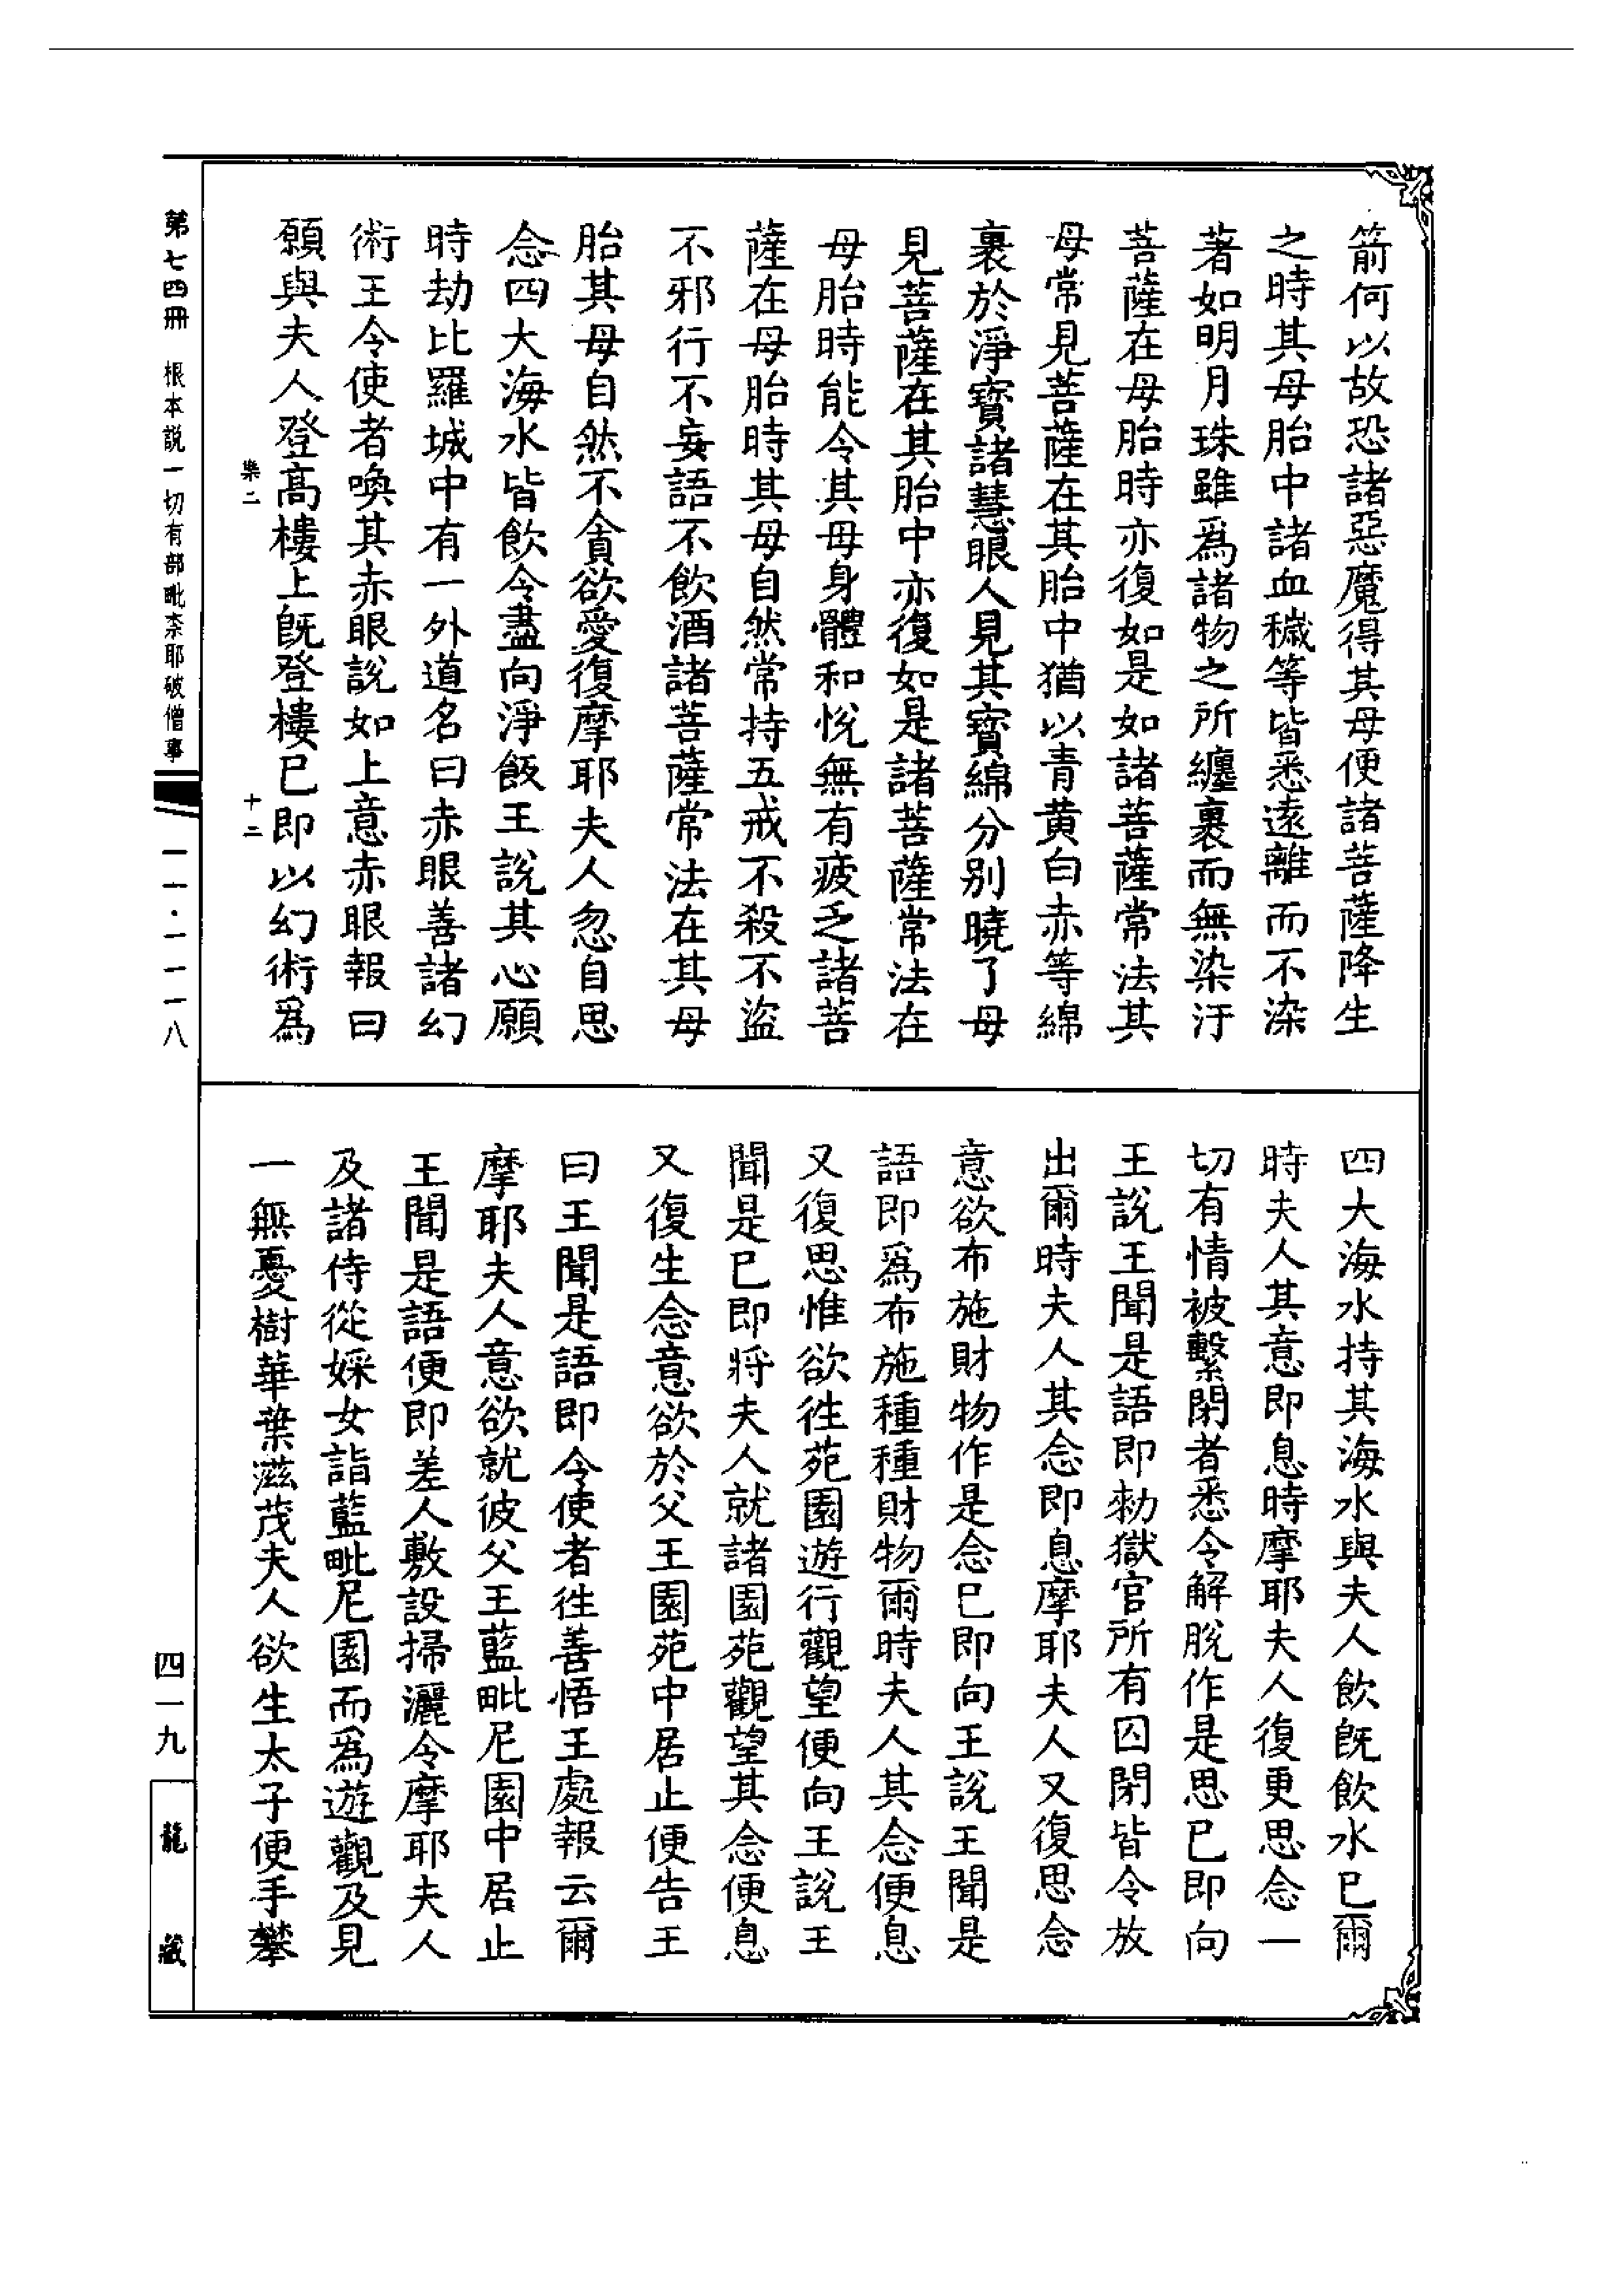 箭何以故恐諸惡魔得其母便諸菩薩降生
之時其母胎中諸血穢等皆悉遠離而不染
著如明月珠雖爲諸物之所纏裹而無染汙
菩薩在母胎時亦復如是如諸菩薩常法其
母常見菩薩在其胎中猶以青黄白赤等綿
裹於淨寶諸慧眼人見其寶綿分别曉了母
見菩薩在其胎中亦復如是諸菩薩常法在
母胎時能令其母身體和悅無有疲乏諸菩
薩在母胎時其母自然常持五戒不殺不盜
不邪行不妄語不飲酒諸菩薩常法在其母
胎其母自然不貪欲愛復摩耶夫人忽自思
念四大海水皆飲令盡向淨飯王說其心願
時劫比羅城中有一外道名曰赤眼善諸幻
術王令使者喚其赤眼說如上意赤眼報曰
願與夫人登高樓上旣登樓已即以幻術爲
集二 十二
四大海水持其海水與夫人飲旣飲水已爾
時夫人其意即息時摩耶夫人復更思念一
切有情被繫閉者悉令解脫作是思已即向
王說王聞是語即勑獄官所有囚閉皆令放
出爾時夫人其念即息摩耶夫人又復思念
意欲布施財物作是念已即向王說王聞是
語即爲布施種種財物爾時夫人其念便息
又復思惟欲徃苑園遊行觀望便向王說王
聞是已即將夫人就諸園苑觀望其念便息
又復生念意欲於父王園苑中居止便告王
曰王聞是語即令使者徃善悟王處報云爾
摩耶夫人意欲就彼父王藍毗尼園中居止
王聞是語便即差人敷設掃灑令摩耶夫人
及諸侍從婇女詣藍毗尼園而爲遊觀及見
一無憂樹華葉滋茂夫人欲生太子便手攀
第七四冊 根本説一切有部毗柰耶破僧事 一一·一一一八
四一九
龍藏